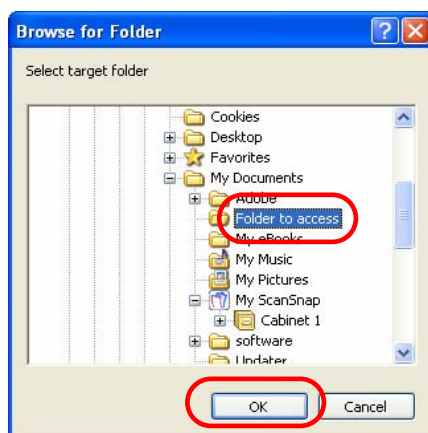 Browse for Folder
Select target folder
Cookies
Desktop
Favorites
My Documents
Adobe
Folder to access
My eBooks
My Music
My Pictures
My ScanSnap
Cabinet 1
software
Updater
OK Cancel